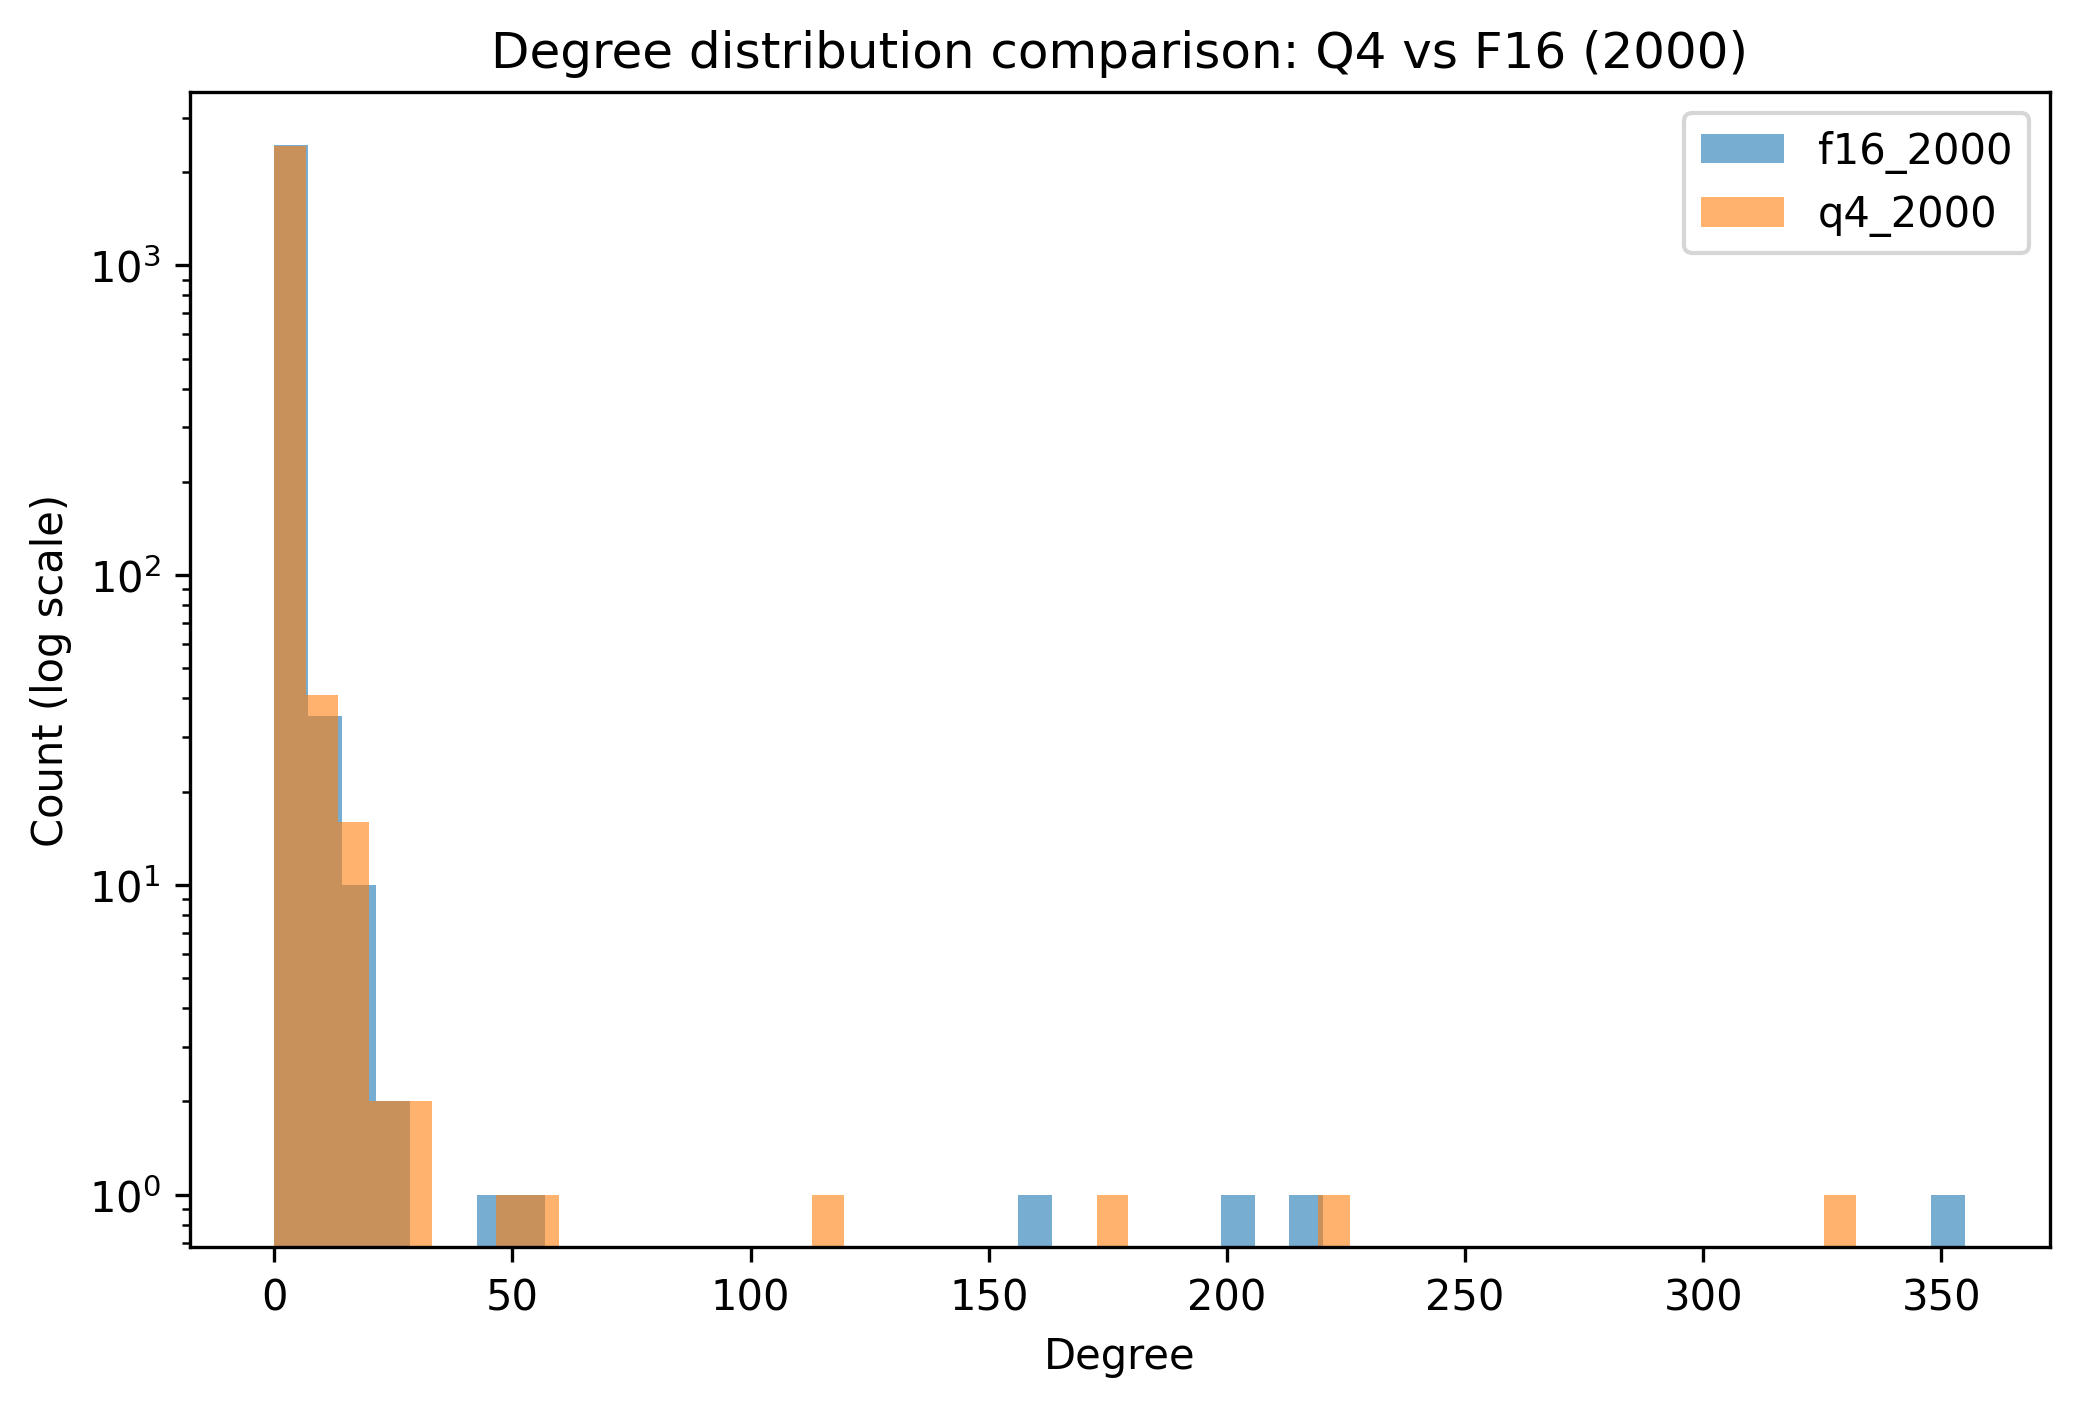 Degree distribution comparison: Q4 vs F16 (2000)
f16_2000
q4_2000
Count (log scale)
10³
10²
10¹
10⁰
0 50 100 150 200 250 300 350
Degree